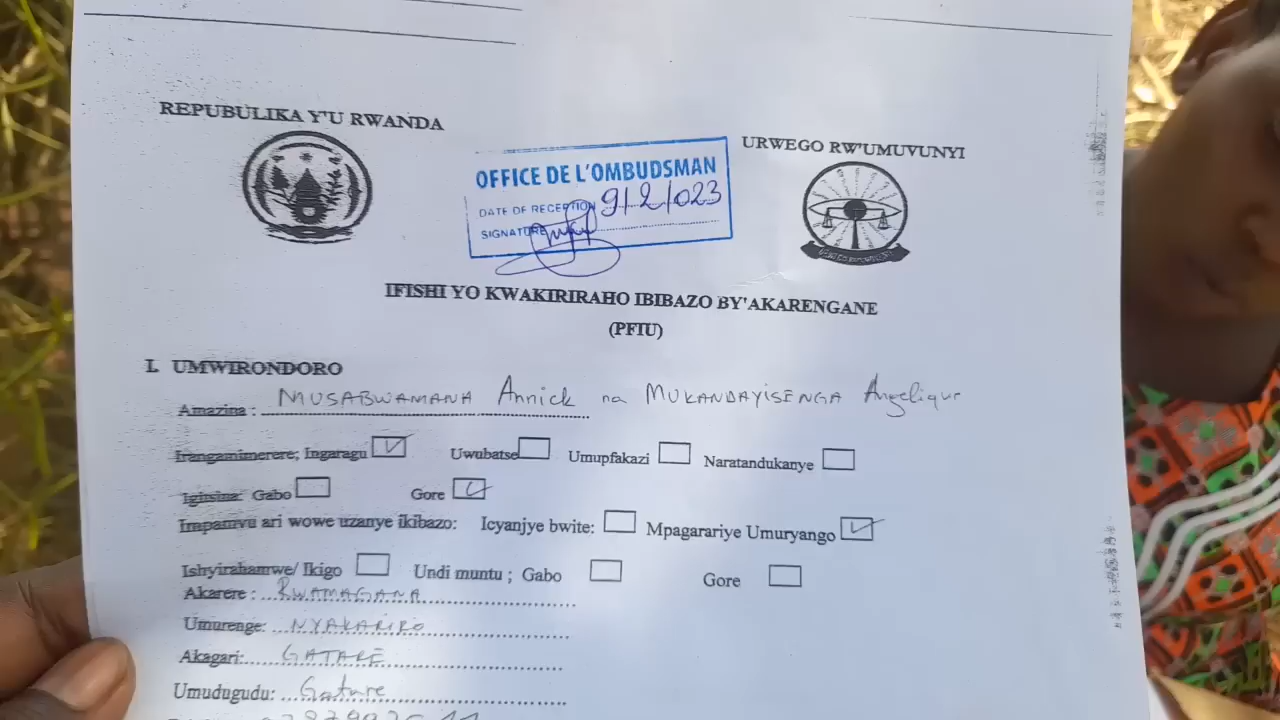 REPUBULIKA Y'U RWANDA
URWEGO RW'UMUVUNYI
OFFICE DE L'OMBUDSMAN
DATE OF RECEPTION 9/2/023
SIGNATURE
IFISHI YO KWAKIRIRAHO IBIBAZO BY'AKARENGANE
(PFIU)
I. UMWIRONDORO
Amazina : MUSABWAMANA Annick na MUKANDAYISENGA Angelique
Irangamimerere; Ingaragu Uwubatse Umupfakazi Naratandukanye
Igitsina: Gabo Gore
Impamvu ari wowe uzanye ikibazo: Icyanjye bwite: Mpagarariye Umuryango
Ishyirahamwe/ Ikigo Undi muntu ; Gabo Gore
Akarere : RWAMAGANA
Umurenge: NYAKARIRO
Akagari: GATARE
Umudugudu: Gature